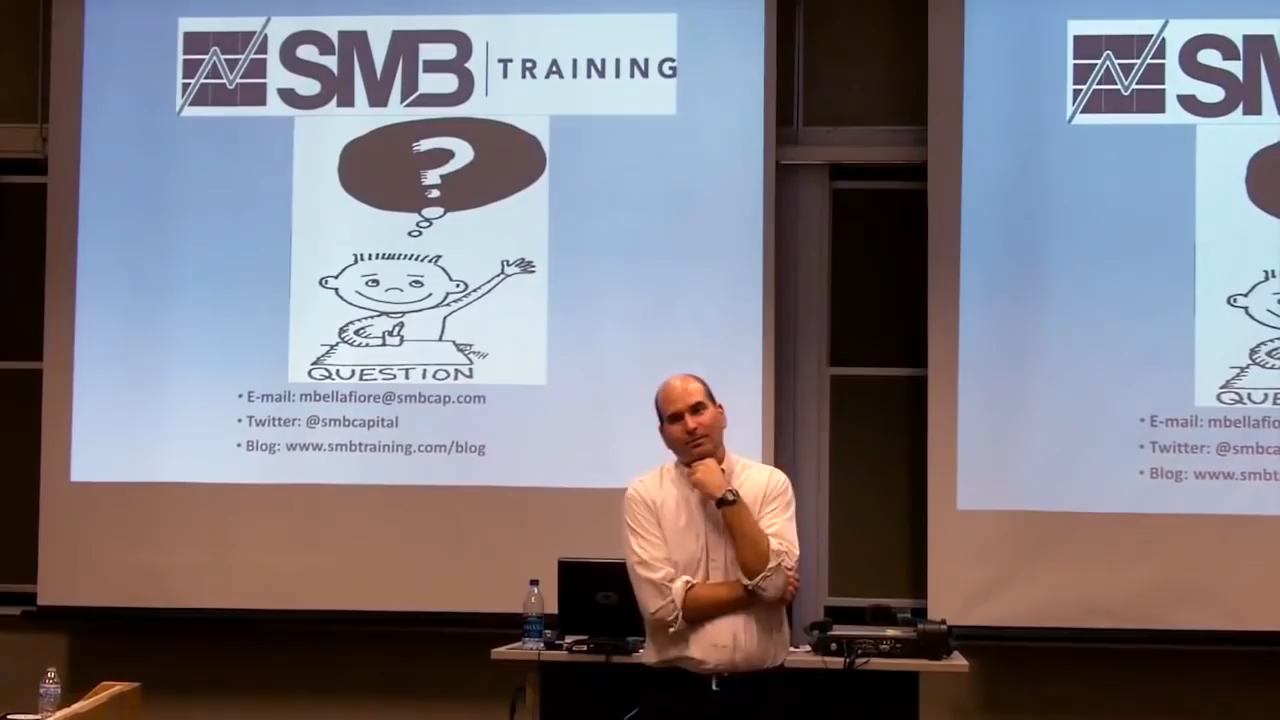 SMB | TRAINING
?
QUESTION
• E-mail: mbellafiore@smbcap.com
• Twitter: @smbcapital
• Blog: www.smbtraining.com/blog
SM
QUE
• E-mail: mbellafio
• Twitter: @smbca
• Blog: www.smbt